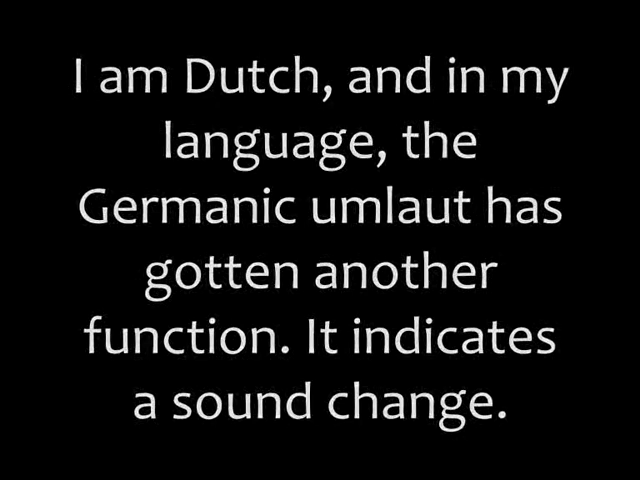 I am Dutch, and in my
language, the
Germanic umlaut has
gotten another
function. It indicates
a sound change.